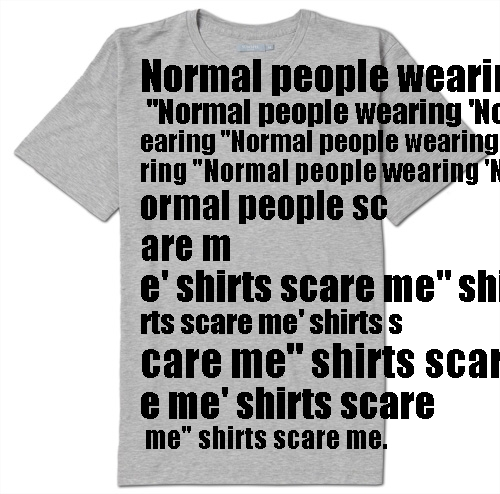 Normal people wearin
"Normal people wearing 'No
earing "Normal people wearing
ring "Normal people wearing 'N
ormal people sc
are m
e' shirts scare me" shi
rts scare me' shirts s
care me" shirts scar
e me' shirts scare
me" shirts scare me.